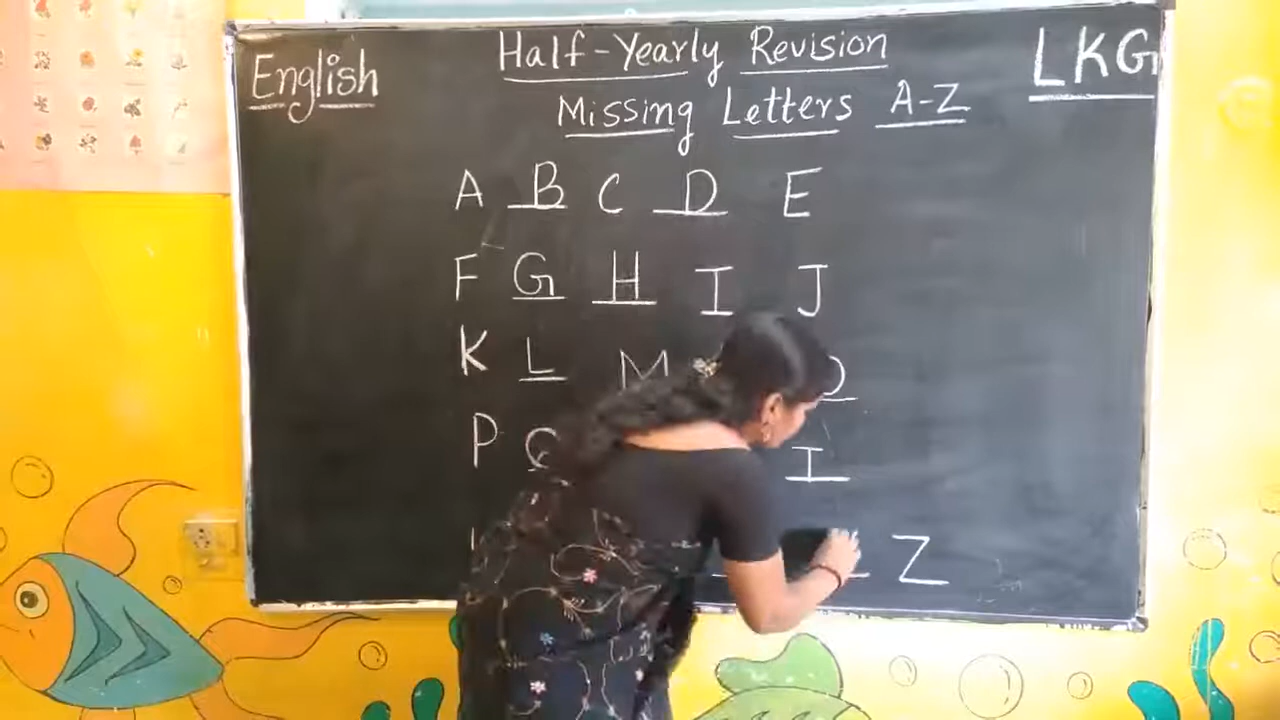 English Half-Yearly Revision LKG
Missing Letters A-Z
A B C D E
F G H I J
K L M O
P Q I
Z